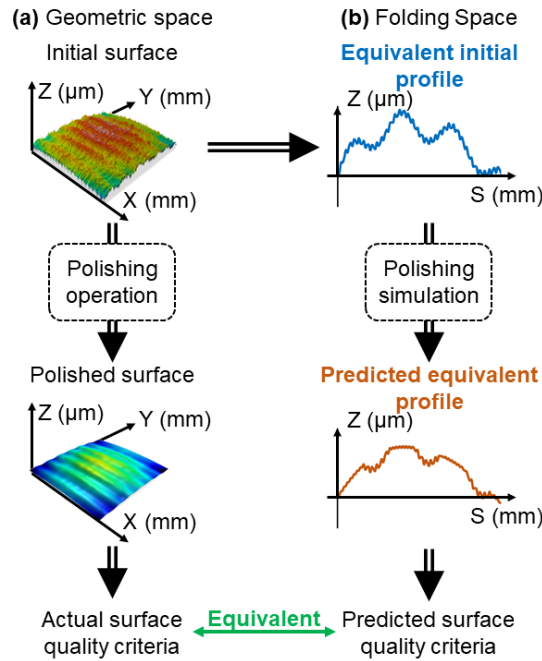 (a) Geometric space
Initial surface
Z (µm)
Y (mm)
X (mm)
Polishing
operation
Polished surface
Z (µm)
Y (mm)
X (mm)
Actual surface
quality criteria
Equivalent
(b) Folding Space
Equivalent initial
profile
Z (µm)
S (mm)
Polishing
simulation
Predicted equivalent
profile
Z (µm)
S (mm)
Predicted surface
quality criteria